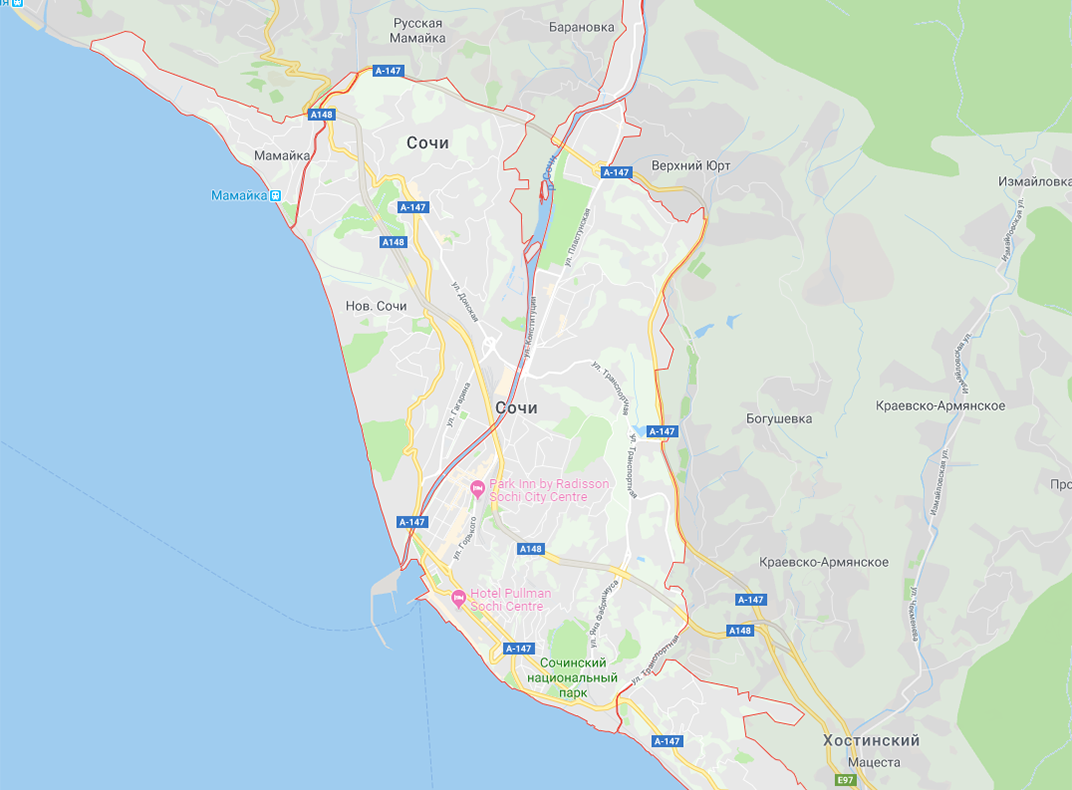 Русская
Мамайка
Барановка
А-147
А148
Сочи
Мамайка
р. Сочи
А-147
Верхний Юрт
Измайловка
Мамайка
А-147
ул. Пластунская
Измайловская ул.
А148
ул. Донская
Нов. Сочи
ул. Конституции
Измайловская ул.
ул. Транспортная
ул. Гагарина
Сочи
Краевско-Армянское
Богушевка
А-147
ул. Транспортная
Измайловская ул.
Park Inn by Radisson
Sochi City Centre
А-147
ул. Горького
А148
Краевско-Армянское
Hotel Pullman
Sochi Centre
ул. Яна Фабрициуса
А-147
ул. Чекменёва
А148
А-147
Сочинский
национальный
парк
ул. Транспортная
А-147
Хостинский
Мацеста
E97